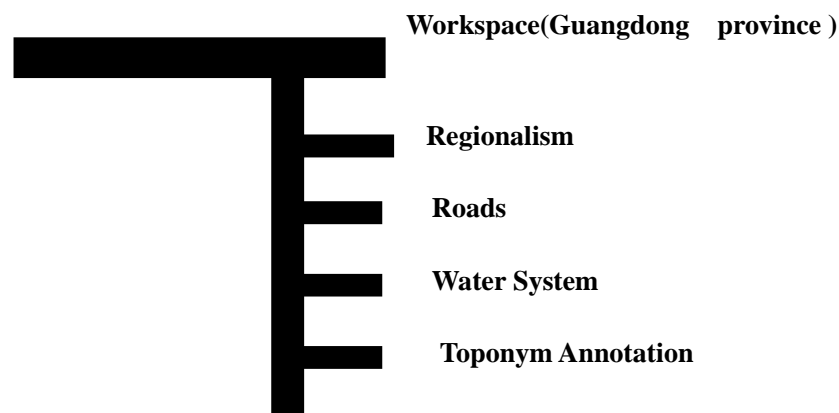 Workspace(Guangdong province )
Regionalism
Roads
Water System
Toponym Annotation